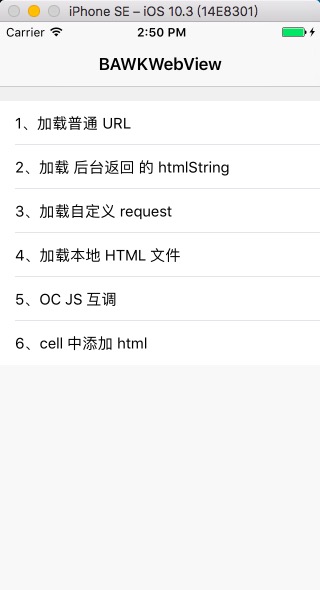 iPhone SE – iOS 10.3 (14E8301)
Carrier 2:50 PM
BAWKWebView
1、加载普通 URL
2、加载 后台返回 的 htmlString
3、加载自定义 request
4、加载本地 HTML 文件
5、OC JS 互调
6、cell 中添加 html